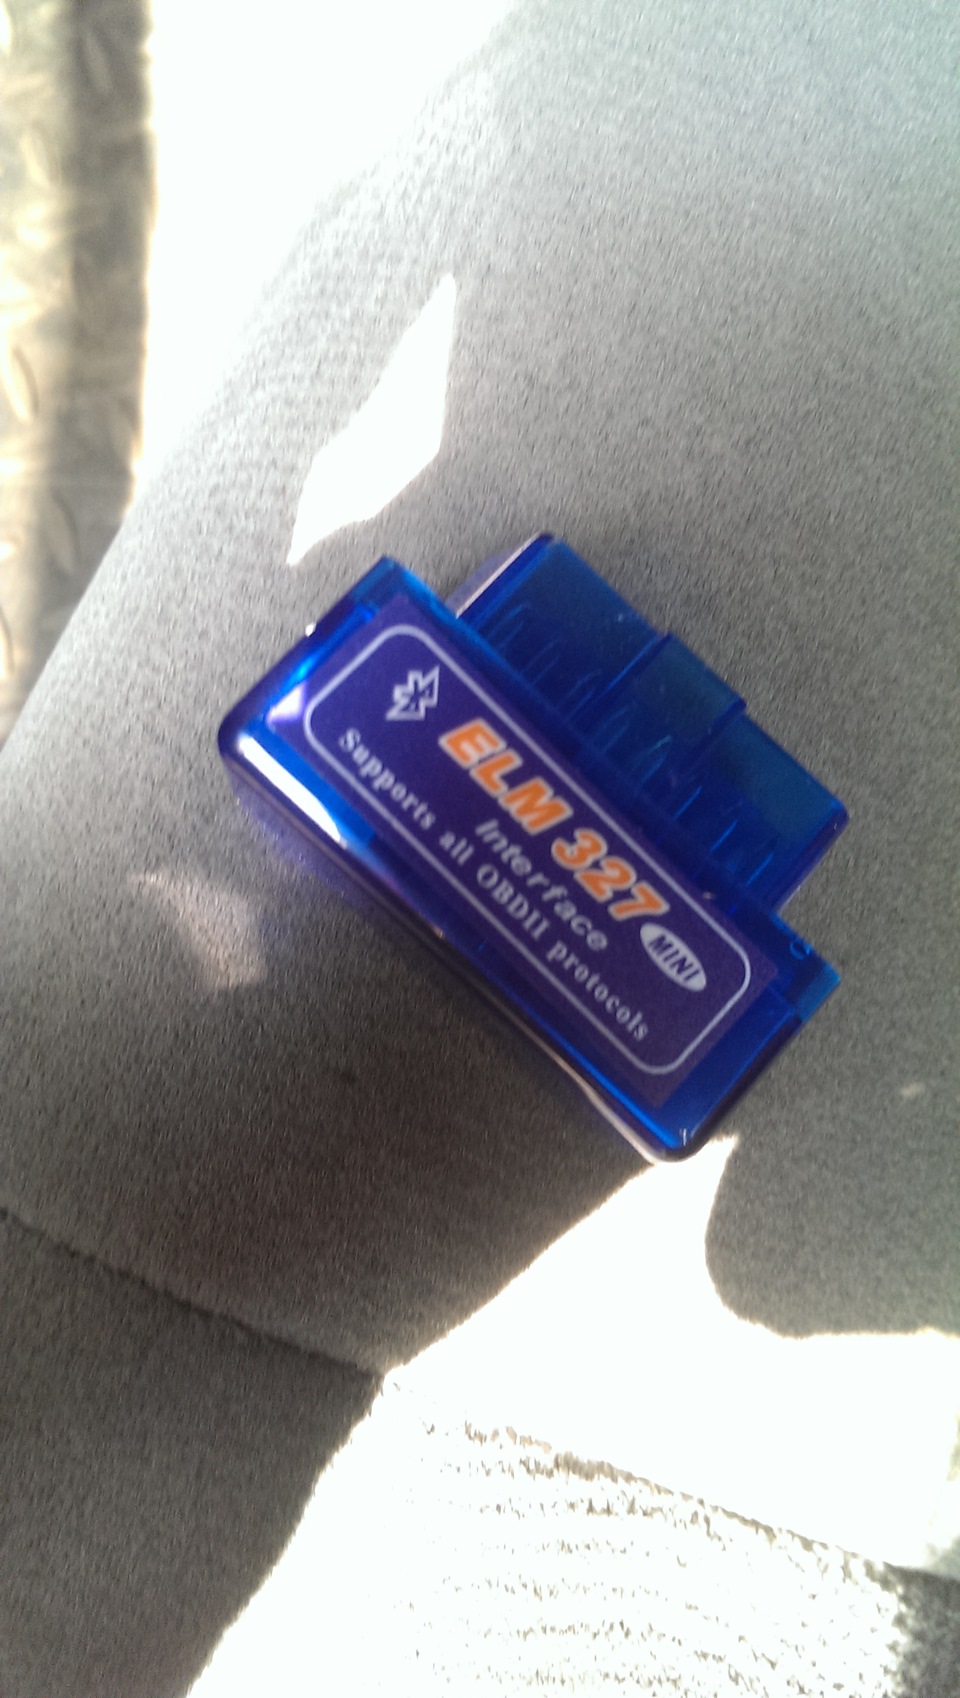 ELM 327
Interface
MINI
Supports all OBDII protocols